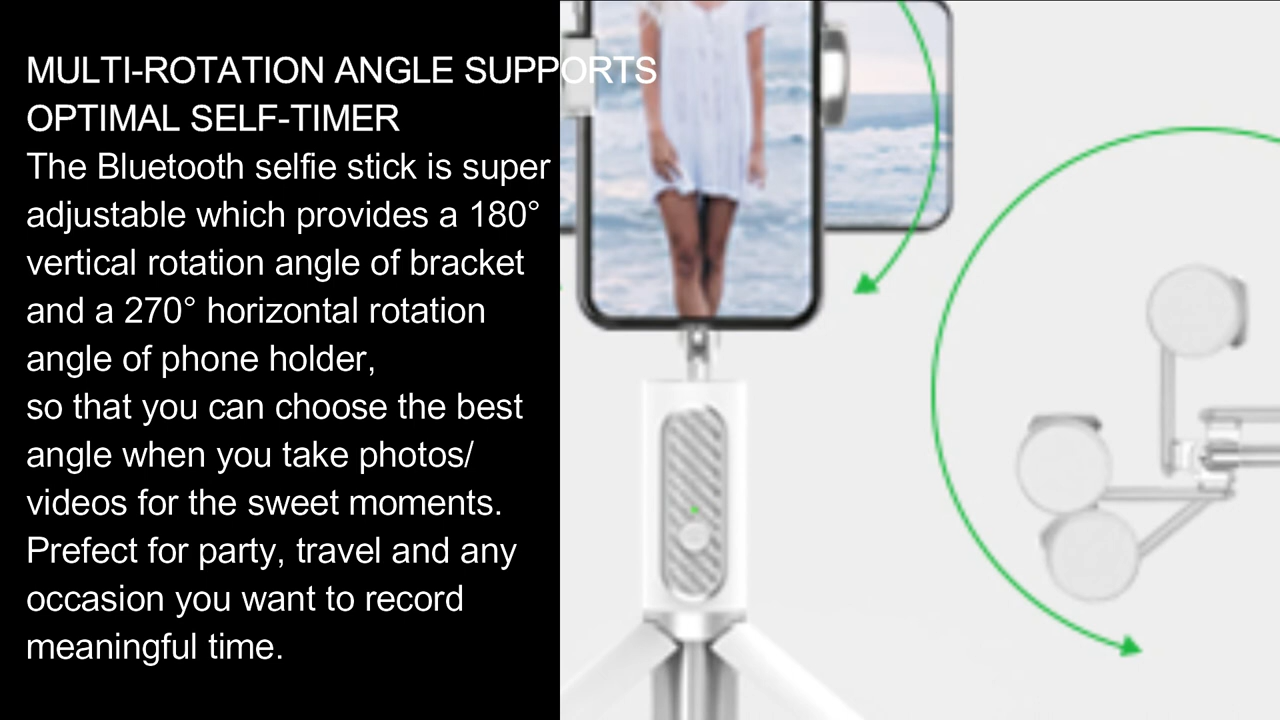 MULTI-ROTATION ANGLE SUPPORTS
OPTIMAL SELF-TIMER
The Bluetooth selfie stick is super
adjustable which provides a 180°
vertical rotation angle of bracket
and a 270° horizontal rotation
angle of phone holder,
so that you can choose the best
angle when you take photos/
videos for the sweet moments.
Prefect for party, travel and any
occasion you want to record
meaningful time.